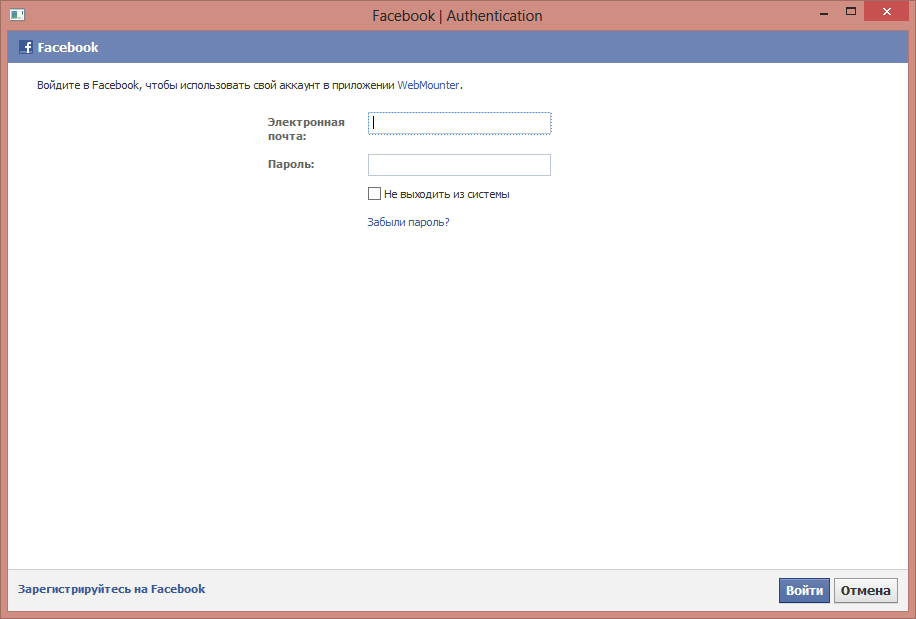 Facebook | Authentication
Facebook
Войдите в Facebook, чтобы использовать свой аккаунт в приложении WebMounter.
Электронная
почта:
Пароль:
Не выходить из системы
Забыли пароль?
Зарегистрируйтесь на Facebook
Войти
Отмена